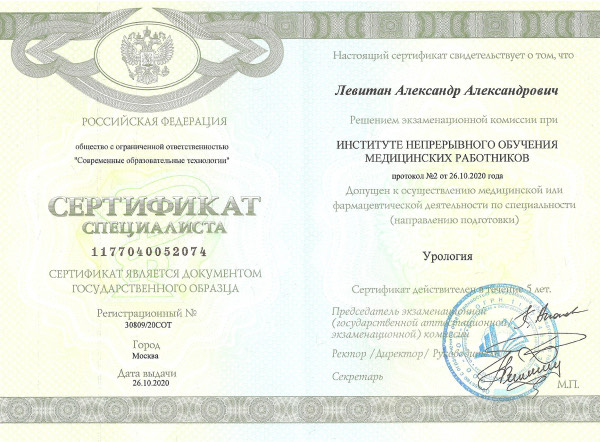 РОССИЙСКАЯ ФЕДЕРАЦИЯ
общество с ограниченной ответственностью
"Современные образовательные технологии"
СЕРТИФИКАТ
СПЕЦИАЛИСТА
1177040052074
СЕРТИФИКАТ ЯВЛЯЕТСЯ ДОКУМЕНТОМ
ГОСУДАРСТВЕННОГО ОБРАЗЦА
Регистрационный №
30809/20СОТ
Город
Москва
Дата выдачи
26.10.2020
Настоящий сертификат свидетельствует о том, что
Левитан Александр Александрович
Решением экзаменационной комиссии при
ИНСТИТУТЕ НЕПРЕРЫВНОГО ОБУЧЕНИЯ
МЕДИЦИНСКИХ РАБОТНИКОВ
протокол №2 от 26.10.2020 года
Допущен к осуществлению медицинской или
фармацевтической деятельности по специальности
(направлению подготовки)
Урология
Сертификат действителен в течение 5 лет.
Председатель экзаменационной
(государственной аттестационной)
экзаменационной комиссии
Ректор /Директор/ Руководитель
Секретарь
М.П.